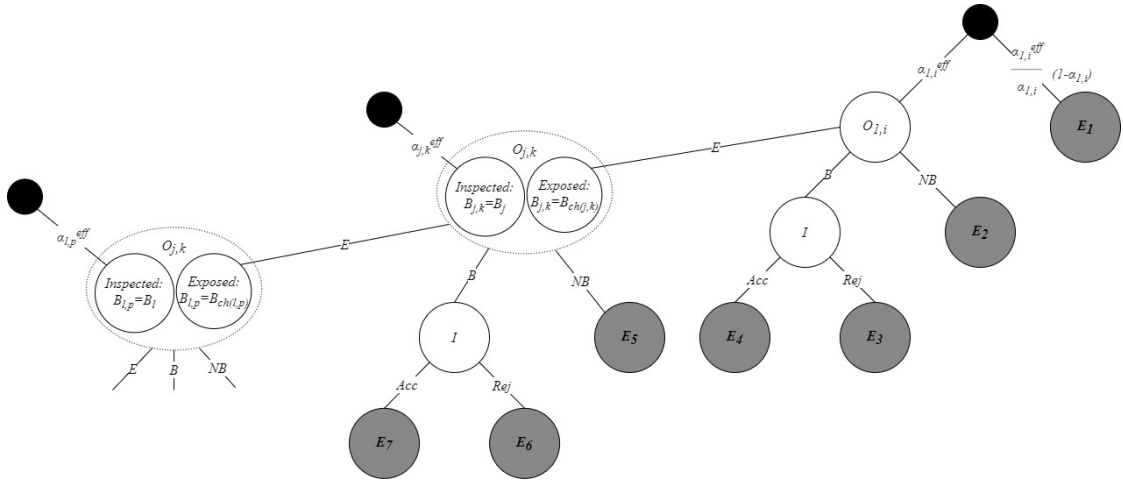 α1,i^eff
α1,i^eff
α1,i
(1-α1,i)
O1,i
E1
E
B
NB
I
E2
Acc
Rej
E4
E3
αj,k^eff
Oj,k
Inspected:
Bj,k=Bj
Exposed:
Bj,k=Bch(j,k)
E
B
NB
I
E5
Acc
Rej
E7
E6
αl,p^eff
Oj,k
Inspected:
Bl,p=Bl
Exposed:
Bl,p=Bch(l,p)
E
B
NB